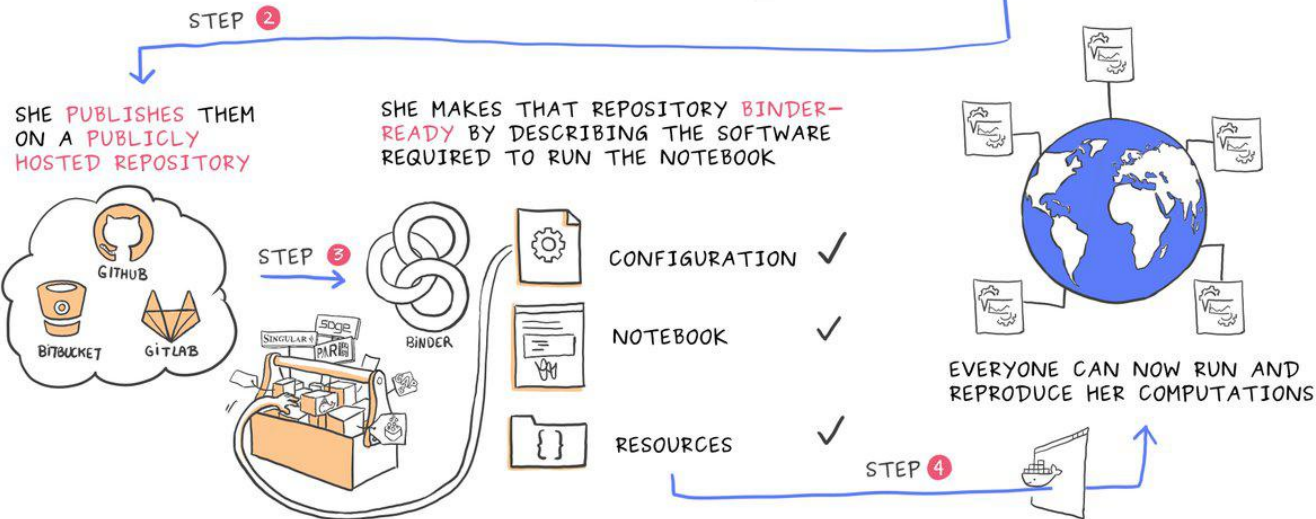 STEP 2
SHE PUBLISHES THEM
ON A PUBLICLY
HOSTED REPOSITORY
GITHUB
BITBUCKET
GITLAB
STEP 3
SHE MAKES THAT REPOSITORY BINDER-
READY BY DESCRIBING THE SOFTWARE
REQUIRED TO RUN THE NOTEBOOK
BINDER
SINGULAR
sage
PARI
CONFIGURATION
NOTEBOOK
{ }
RESOURCES
STEP 4
EVERYONE CAN NOW RUN AND
REPRODUCE HER COMPUTATIONS